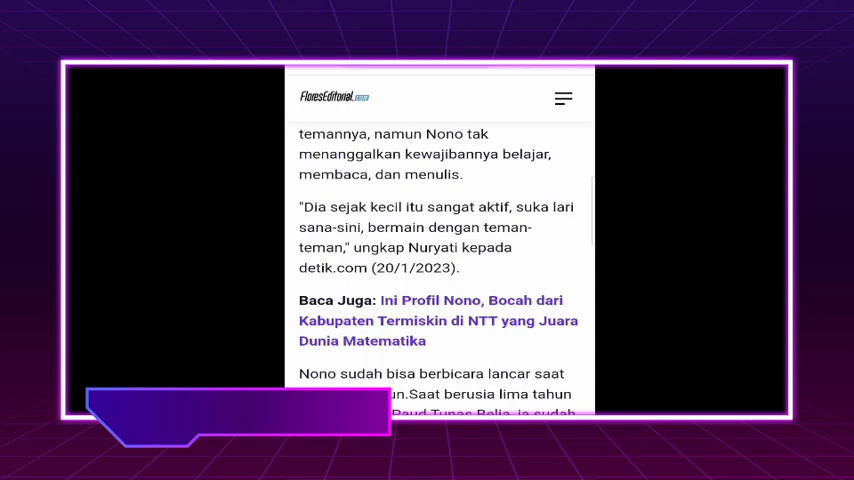 FloresEditorial.com
temannya, namun Nono tak
menanggalkan kewajibannya belajar,
membaca, dan menulis.
"Dia sejak kecil itu sangat aktif, suka lari
sana-sini, bermain dengan teman-
teman," ungkap Nuryati kepada
detik.com (20/1/2023).
Baca Juga: Ini Profil Nono, Bocah dari
Kabupaten Termiskin di NTT yang Juara
Dunia Matematika
Nono sudah bisa berbicara lancar saat
un.Saat berusia lima tahun
Paud Tunas Belia, ia sudah